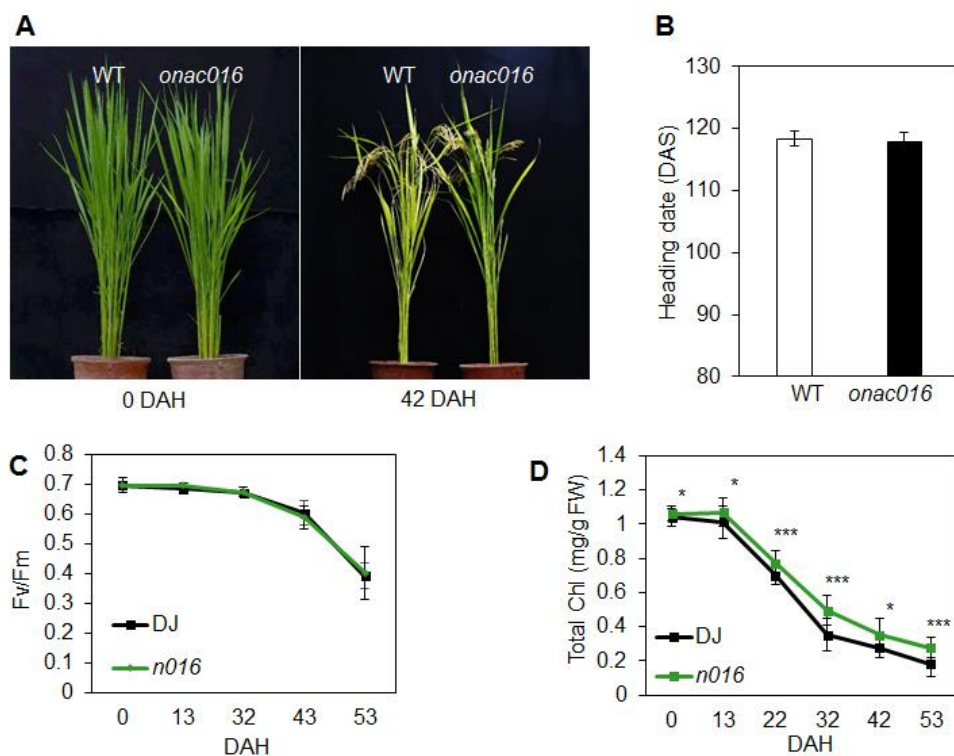 A
WT onac016
WT onac016
0 DAH
42 DAH
B
Heading date (DAS)
130
120
110
100
90
80
WT onac016
C
Fv/Fm
0.8
0.7
0.6
0.5
0.4
0.3
0.2
0.1
0
DJ
n016
0 13 32 43 53
DAH
D
Total Chl (mg/g FW)
1.4
1.2
1
0.8
0.6
0.4
0.2
0
* * *** *** * ***
DJ
n016
0 13 22 32 42 53
DAH